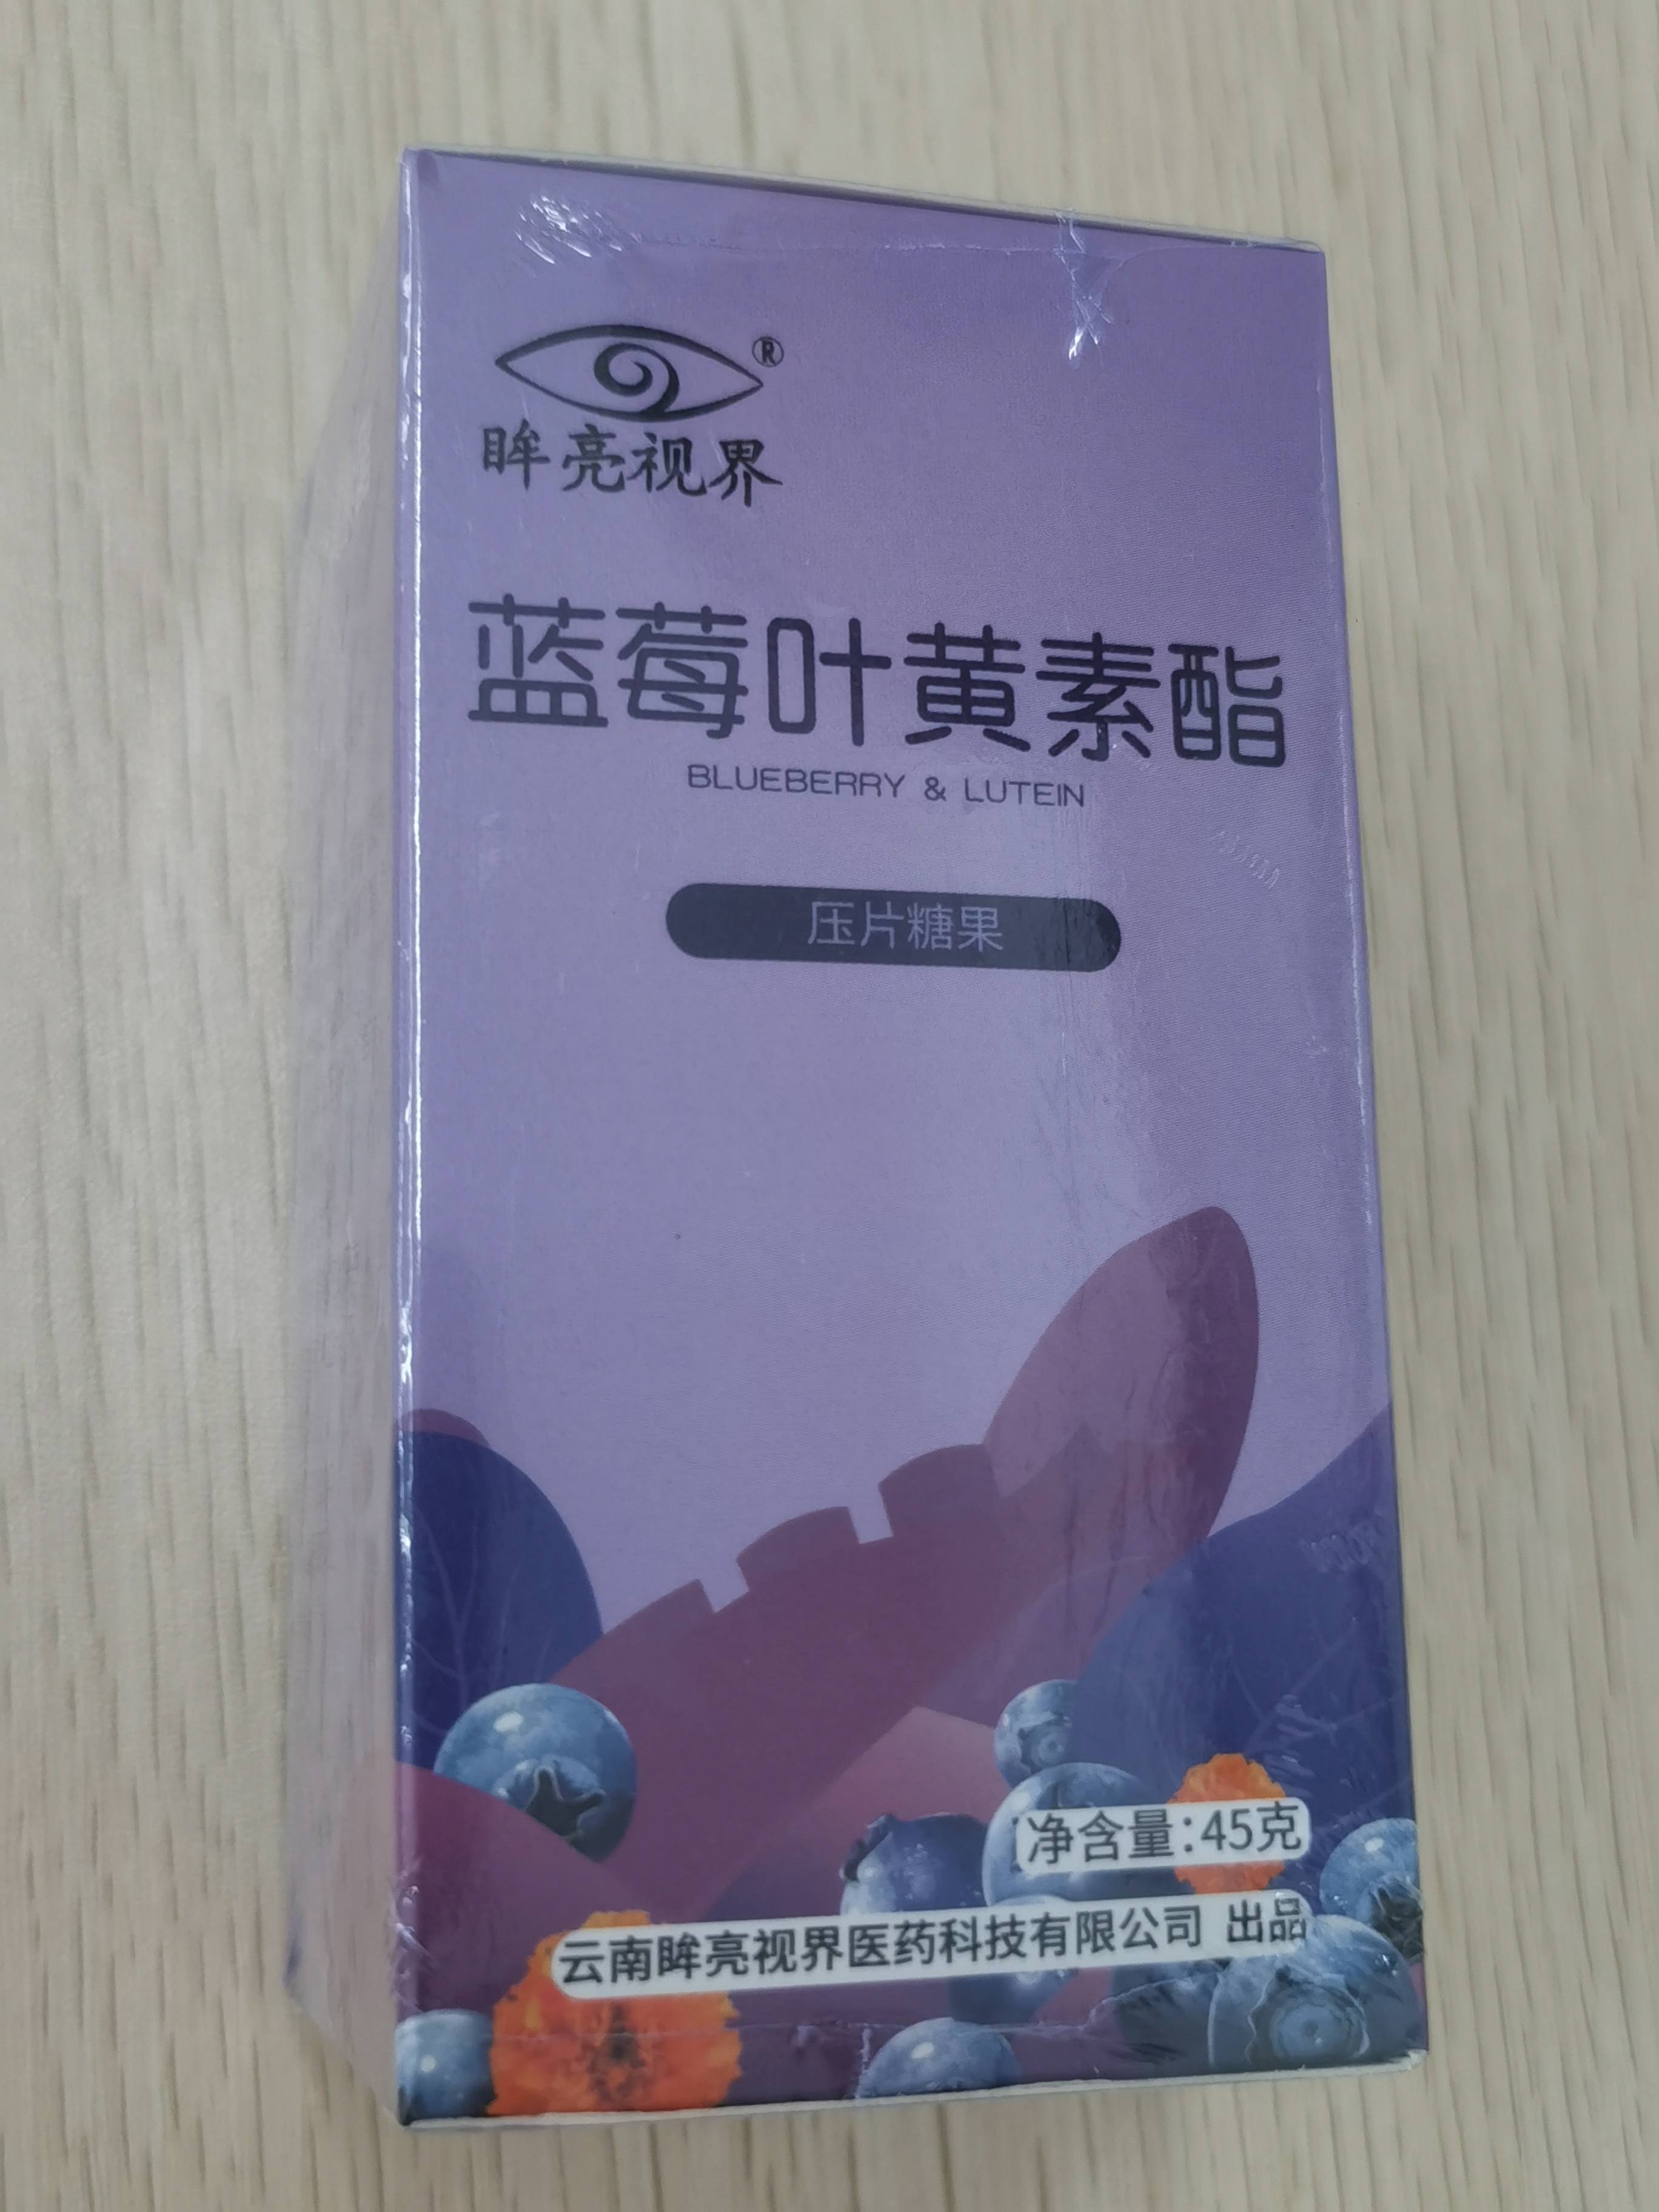 ®
眸亮视界
蓝莓叶黄素酯
BLUEBERRY & LUTEIN
压片糖果
净含量:45克
云南眸亮视界医药科技有限公司 出品